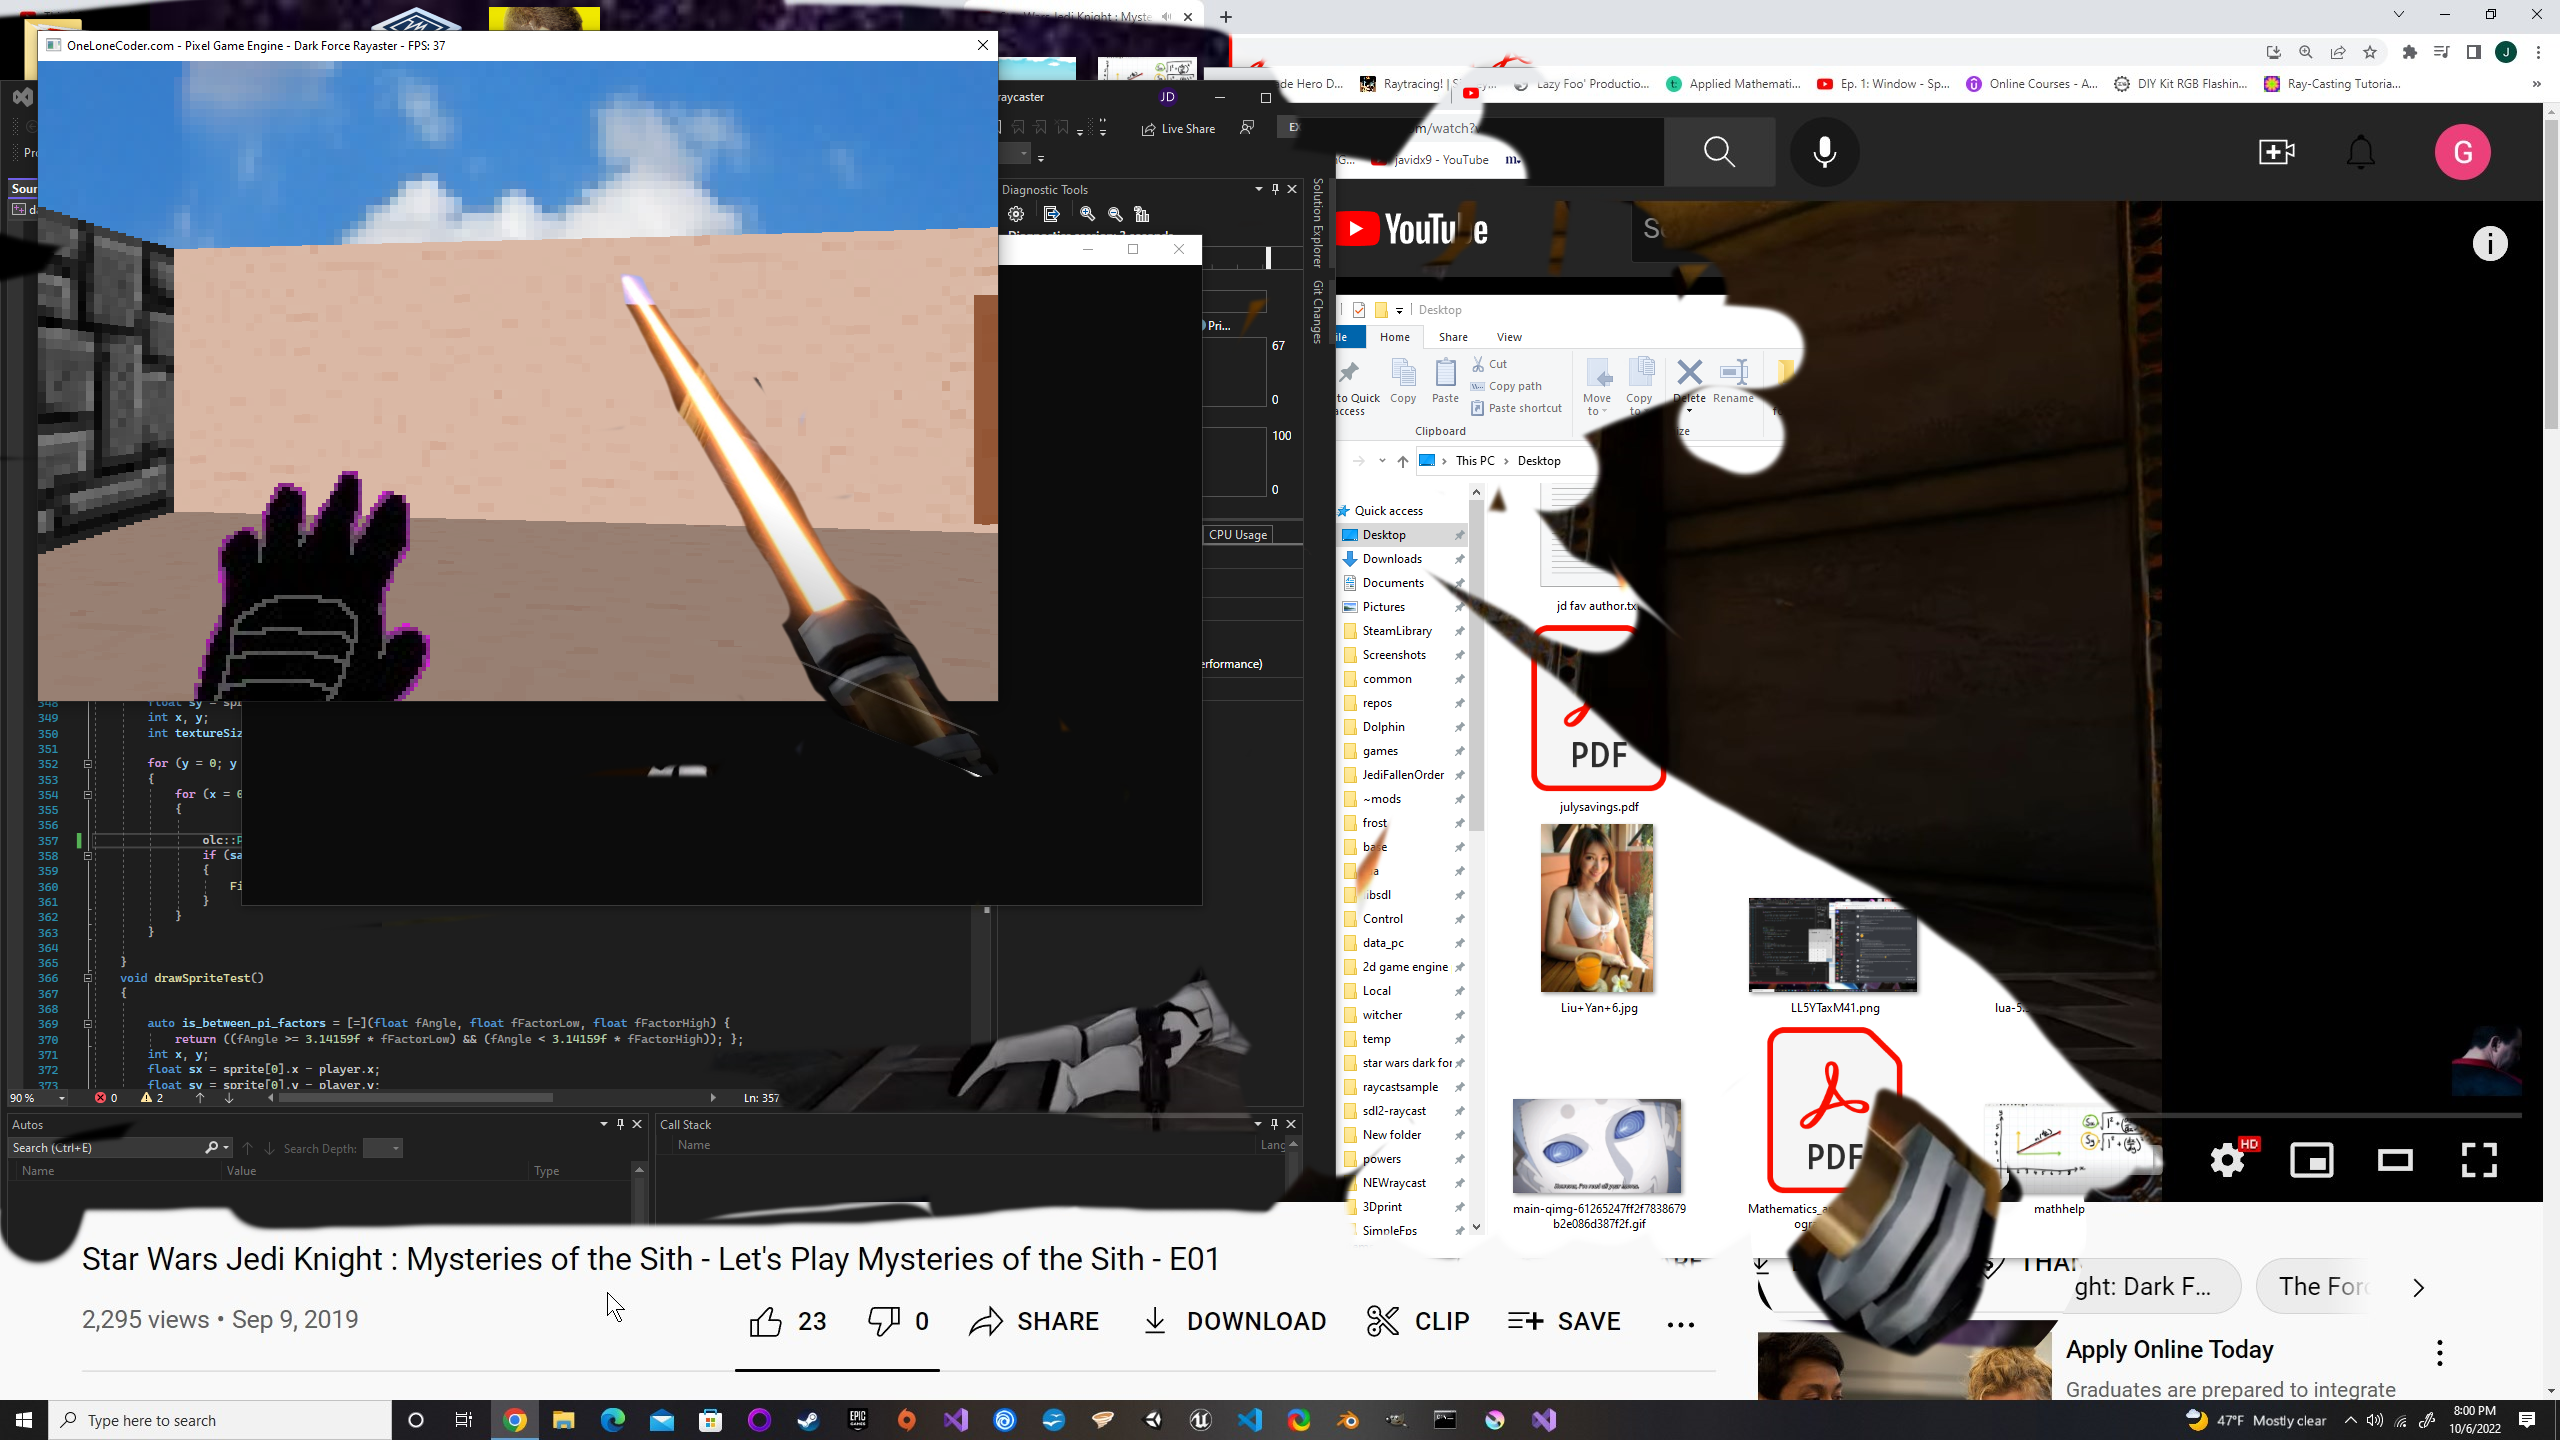 OneLoneCoder.com - Pixel Game Engine - Dark Force Rayaster - FPS: 37
Wars Jedi Knight : Myste
raycaster
JD
Live Share
Diagnostic Tools
Solution Explorer
Git Changes
Pri...
67
0
100
0
CPU Usage
erformance)
Raytracing! |
Lazy Foo' Productio...
Applied Mathemati...
Ep. 1: Window - Sp...
Online Courses - A...
DIY Kit RGB Flashin...
Ray-Casting Tutoria...
»
J
m/watch?
javidx9 - YouTube
G
YouTube
Desktop
Home
Share
View
Cut
Copy path
Paste shortcut
to Quick
access
Copy
Paste
Move
to
Copy
to
Delete
Rename
Clipboard
This PC
Desktop
Quick access
Desktop
Downloads
Documents
Pictures
SteamLibrary
Screenshots
common
repos
Dolphin
games
JediFallenOrder
~mods
frost
base
Control
data_pc
2d game engine
Local
witcher
temp
star wars dark for
raycastsample
sdl2-raycast
New folder
powers
NEWraycast
3Dprint
SimpleFps
jd fav author.tx
PDF
julysavings.pdf
Liu+Yan+6.jpg
LL5YTaxM41.png
lua-5.
main-qimg-61265247ff2f7838679
b2e086d387f2f.gif
PDF
Mathematics_a
mathhelp
HD
349 int x, y;
350 int textureSiz
351
352 for (y = 0; y
353 {
354 for (x = 0
355 {
356
357 olc::P
358 if (sa
359 {
360 Fi
361 }
362 }
363 }
364
365 }
366 void drawSpriteTest()
367 {
368
369 auto is_between_pi_factors = [=](float fAngle, float fFactorLow, float fFactorHigh) {
370 return ((fAngle >= 3.14159f * fFactorLow) && (fAngle < 3.14159f * fFactorHigh)); };
371 int x, y;
372 float sx = sprite[0].x - player.x;
373 float sy = sprite[0].y - player.y;
90 %
0
2
Ln: 357
Autos
Search (Ctrl+E)
Search Depth:
Name
Value
Type
Call Stack
Name
Lang
Star Wars Jedi Knight : Mysteries of the Sith - Let's Play Mysteries of the Sith - E01
2,295 views • Sep 9, 2019
23
0
SHARE
DOWNLOAD
CLIP
SAVE
ght: Dark F...
The For
Apply Online Today
Graduates are prepared to integrate
Type here to search
EPIC
GAMES
47°F Mostly clear
8:00 PM
10/6/2022